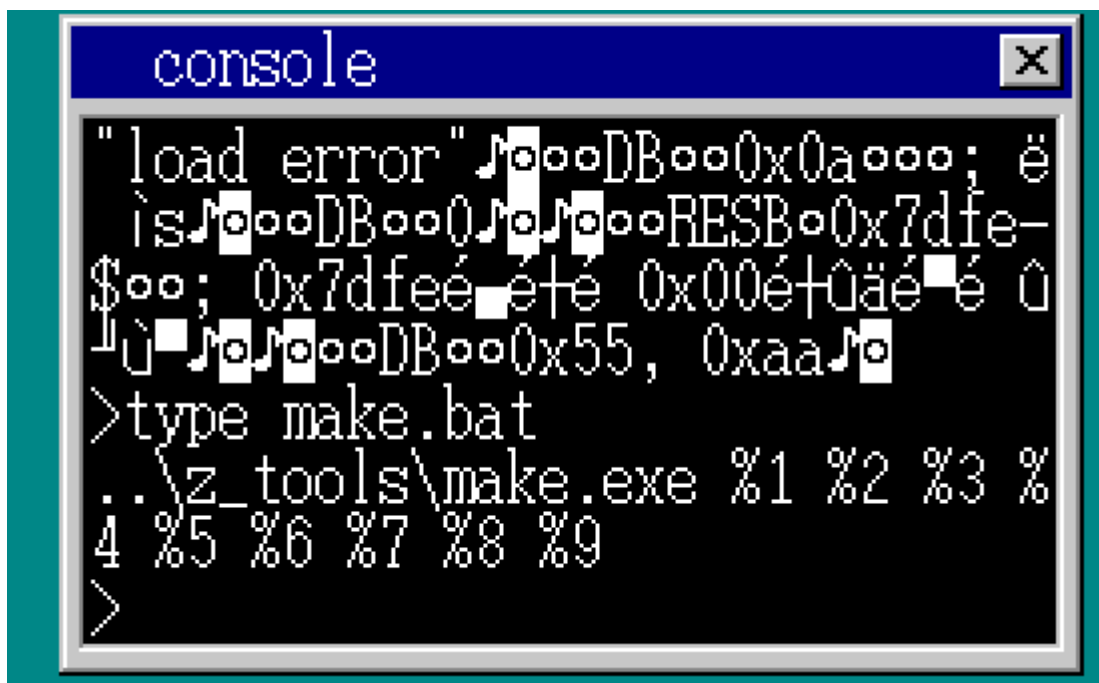 console
"load error"♪◙○○DB○○0x0a○○○; ë
ìs♪◙○○DB○○0♪◙♪◙○○RESB○0x7dfe-
$○○; 0x7dfeé▄é┼é 0x00é┼ûäé▀é û
╜ù▀♪◙♪◙○○DB○○0x55, 0xaa♪◙
>type make.bat
..\z_tools\make.exe %1 %2 %3 %
4 %5 %6 %7 %8 %9
>